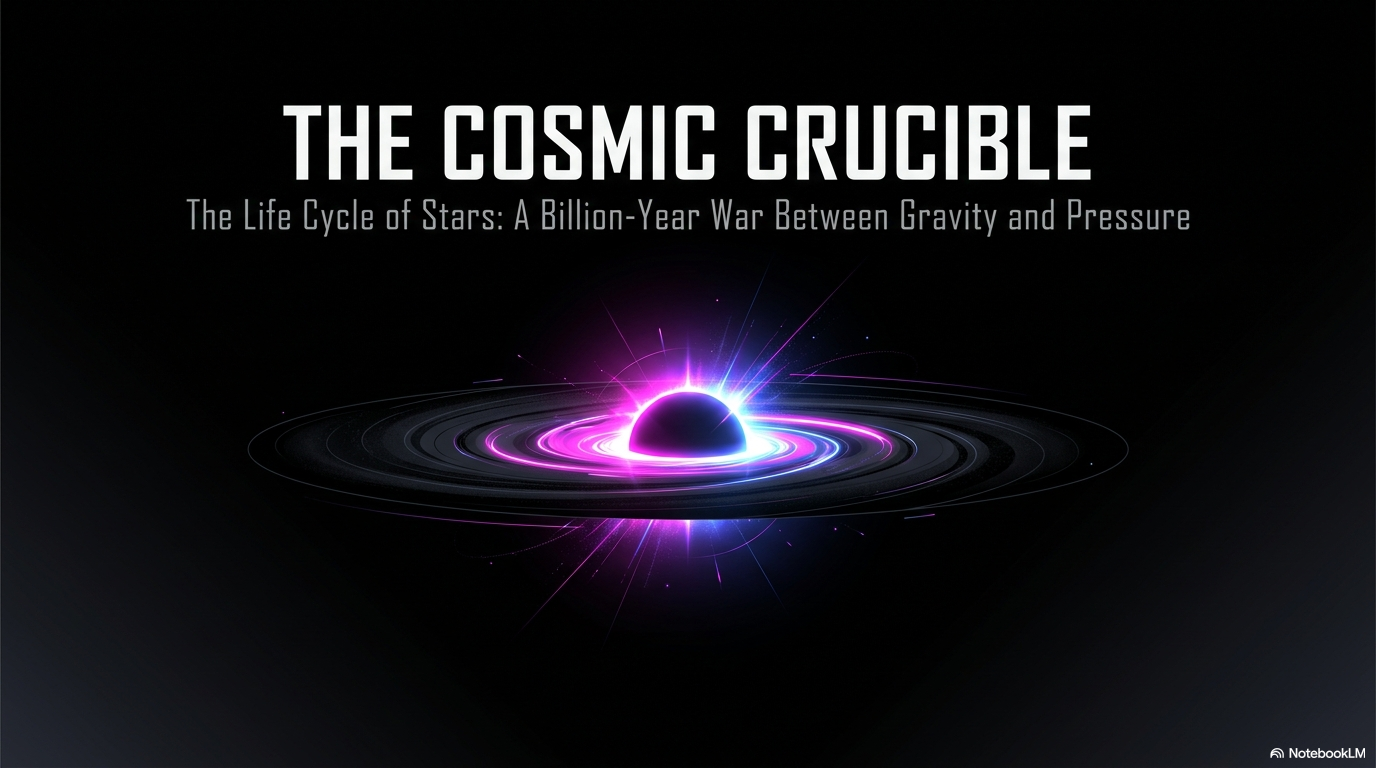 THE COSMIC CRUCIBLE
The Life Cycle of Stars: A Billion-Year War Between Gravity and Pressure
NotebookLM